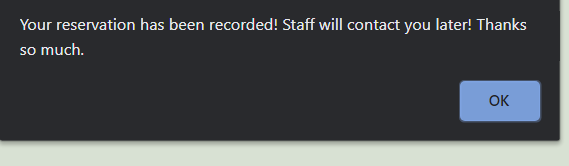 Your reservation has been recorded! Staff will contact you later! Thanks
so much.
OK